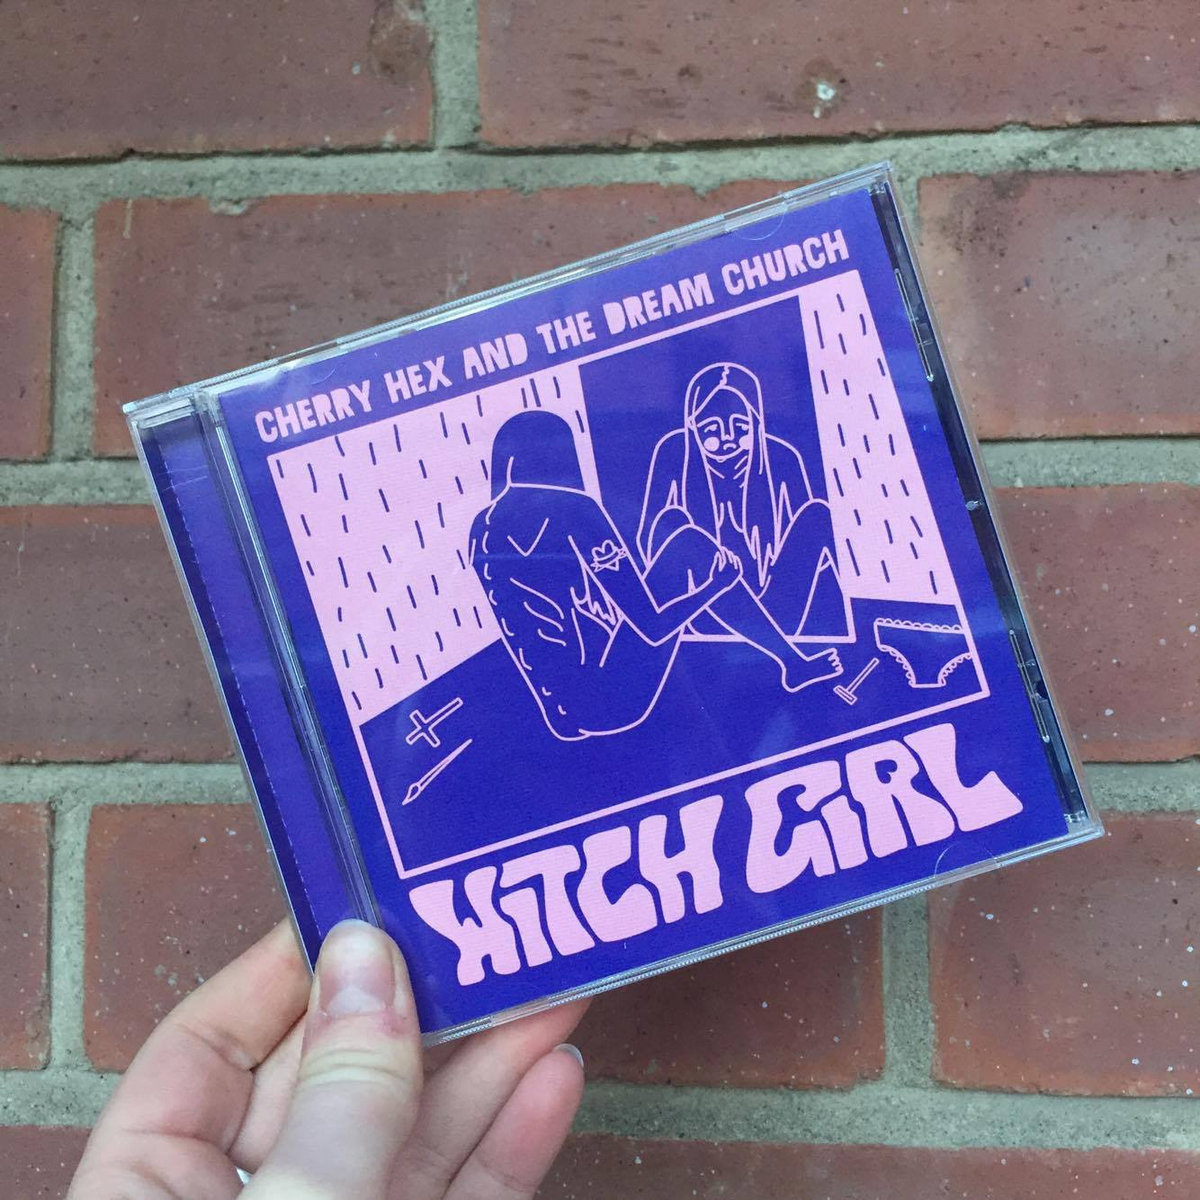 CHERRY HEX AND THE DREAM CHURCH
WiTCH GiRL